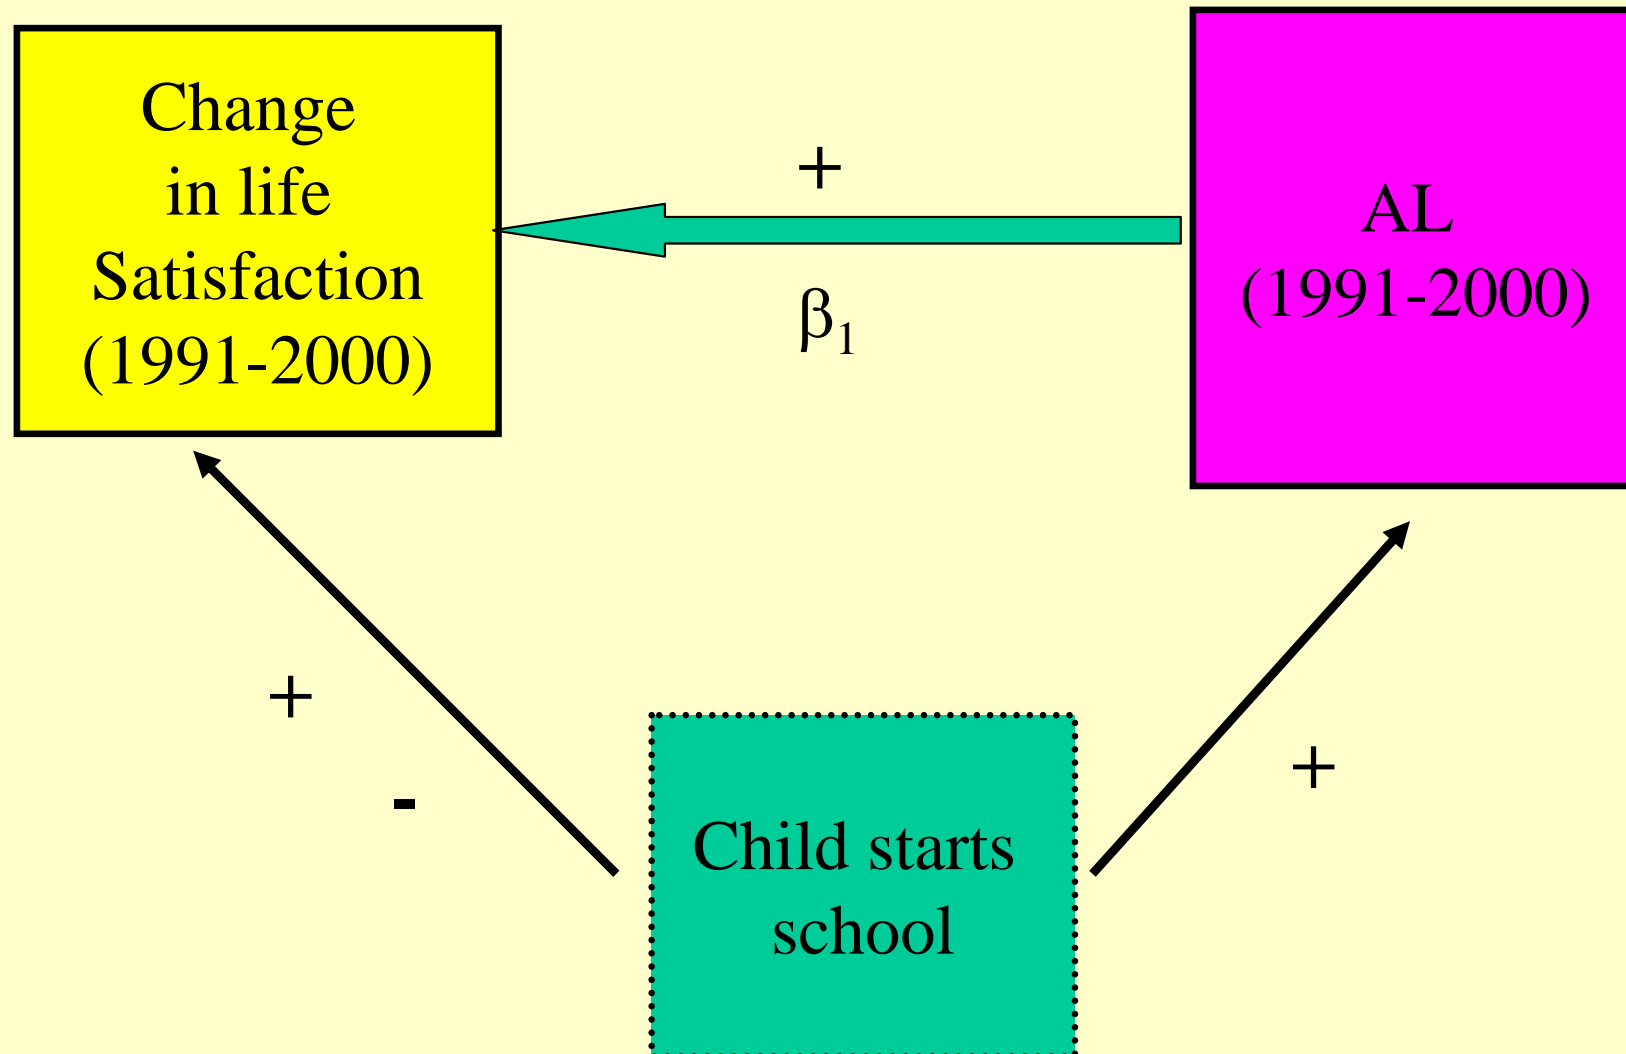 Change
in life
Satisfaction
(1991-2000)
+
β₁
AL
(1991-2000)
+
-
Child starts
school
+